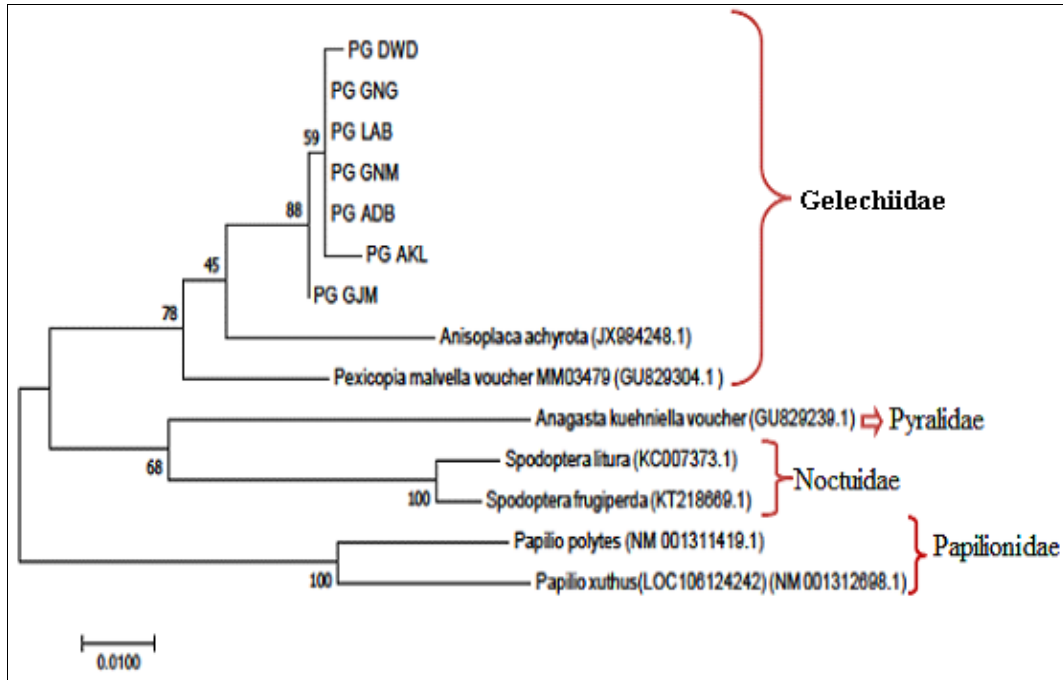 PG DWD
PG GNG
PG LAB
59
PG GNM
88
PG ADB
Gelechiidae
PG AKL
45
PG GJM
78
Anisoplaca achyrota (JX984248.1)
Pexicopia malvella voucher MM03479 (GU829304.1)
Anagasta kuehniella voucher (GU829239.1)
Pyralidae
68
Spodoptera litura (KC007373.1)
Noctuidae
100
Spodoptera frugiperda (KT218669.1)
Papilio polytes (NM 001311419.1)
Papilionidae
100
Papilio xuthus(LOC106124242) (NM 001312698.1)
0.0100